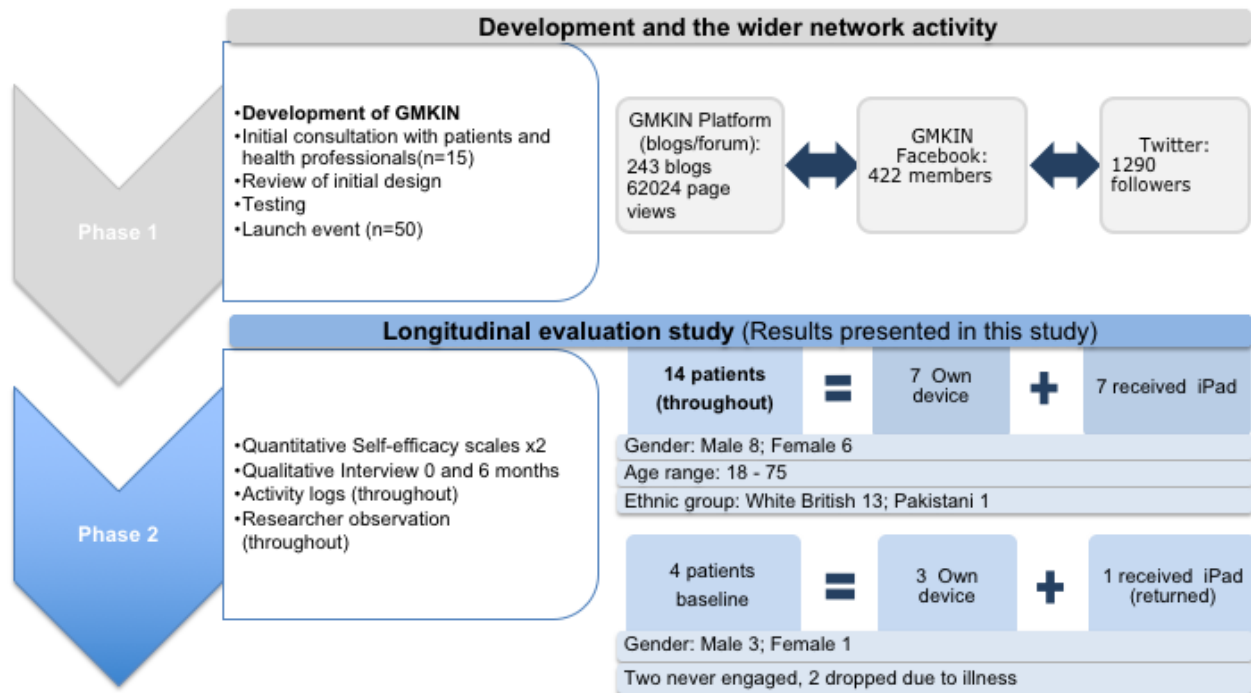 Development and the wider network activity
Phase 1
•Development of GMKIN
•Initial consultation with patients and
health professionals(n=15)
•Review of initial design
•Testing
•Launch event (n=50)
GMKIN Platform
(blogs/forum):
243 blogs
62024 page
views
GMKIN
Facebook:
422 members
Twitter:
1290
followers
Longitudinal evaluation study (Results presented in this study)
Phase 2
•Quantitative Self-efficacy scales x2
•Qualitative Interview 0 and 6 months
•Activity logs (throughout)
•Researcher observation
(throughout)
14 patients
(throughout)
=
7 Own
device
+
7 received iPad
Gender: Male 8; Female 6
Age range: 18 - 75
Ethnic group: White British 13; Pakistani 1
4 patients
baseline
=
3 Own
device
+
1 received iPad
(returned)
Gender: Male 3; Female 1
Two never engaged, 2 dropped due to illness